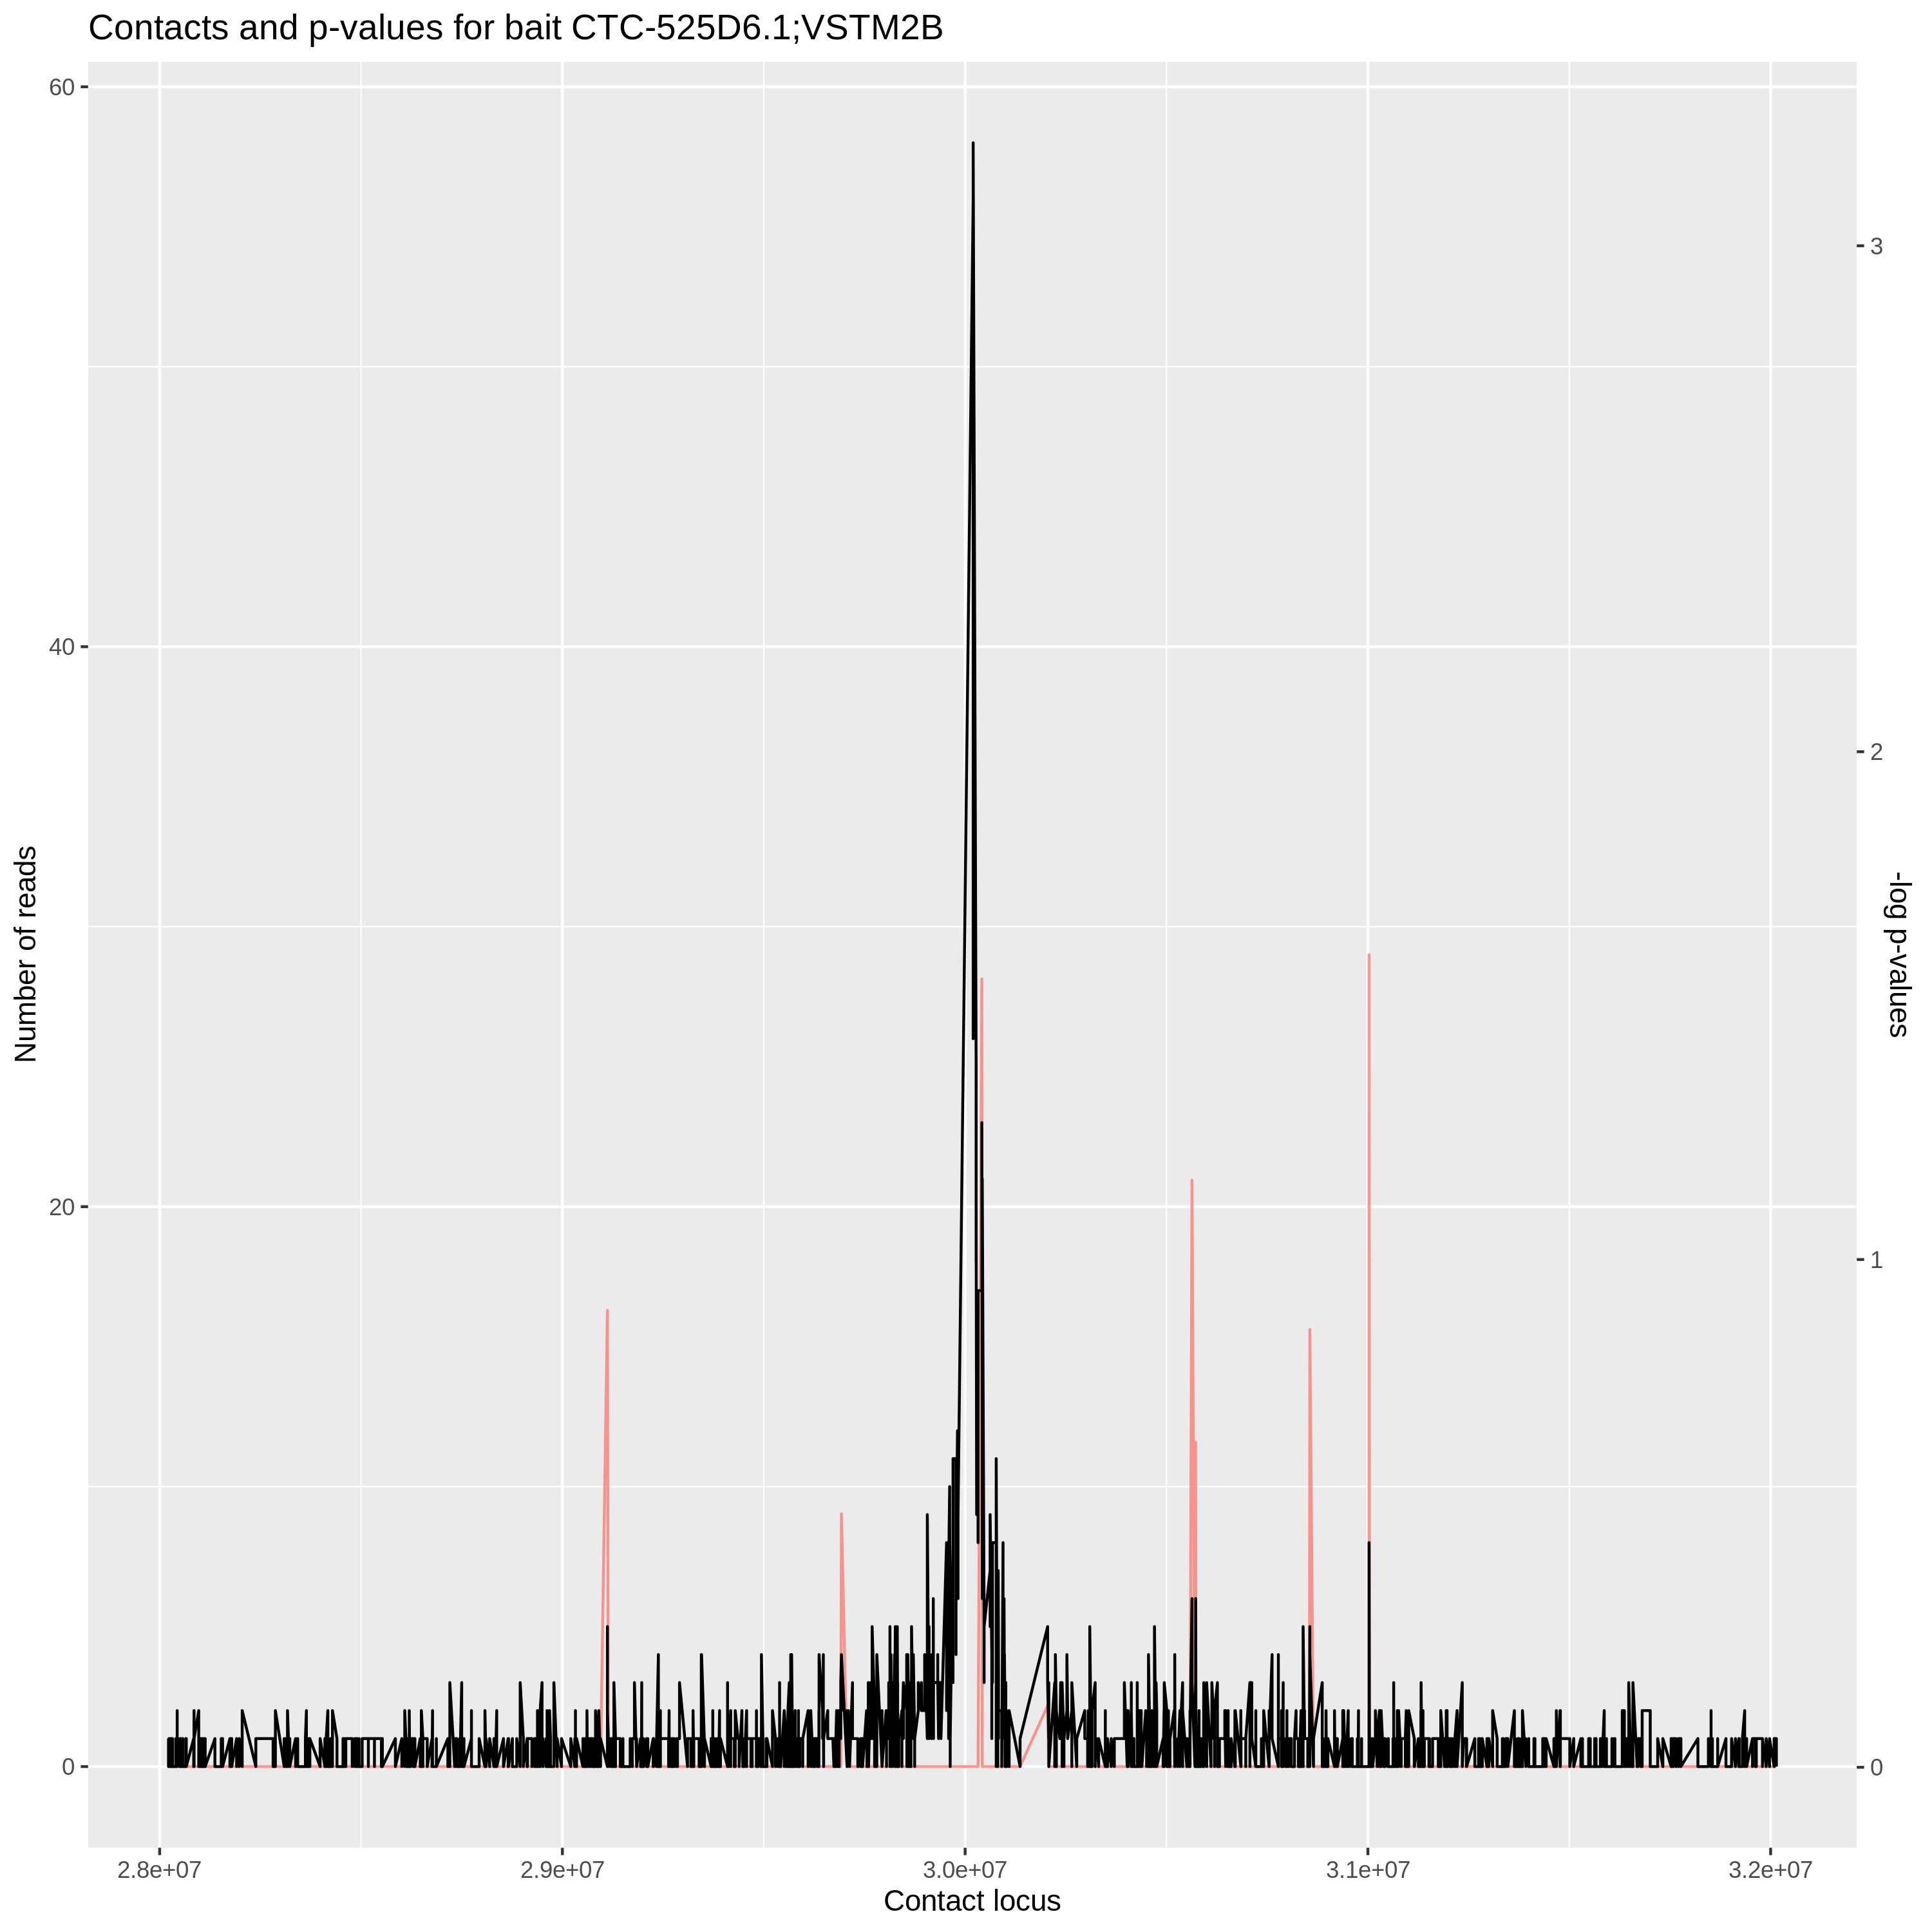 Contacts and p-values for bait CTC-525D6.1;VSTM2B
60
40
20
0
Number of reads
3
2
1
0
-log p-values
2.8e+07
2.9e+07
3.0e+07
3.1e+07
3.2e+07
Contact locus